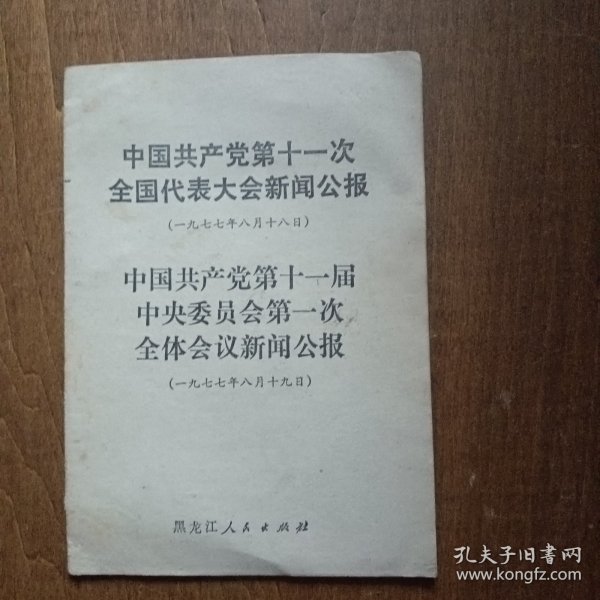 中国共产党第十一次
全国代表大会新闻公报
(一九七七年八月十八日)
中国共产党第十一届
中央委员会第一次
全体会议新闻公报
(一九七七年八月十九日)
黑龙江人民出版社
孔夫子旧书网
www.kongfz.com